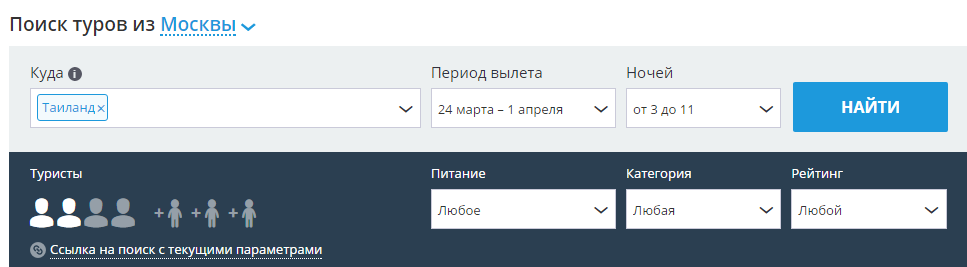 Поиск туров из Москвы
Куда
Период вылета
Ночей
Таиланд×
24 марта – 1 апреля
от 3 до 11
НАЙТИ
Туристы
Питание
Категория
Рейтинг
+ + +
Любое
Любая
Любой
Ссылка на поиск с текущими параметрами